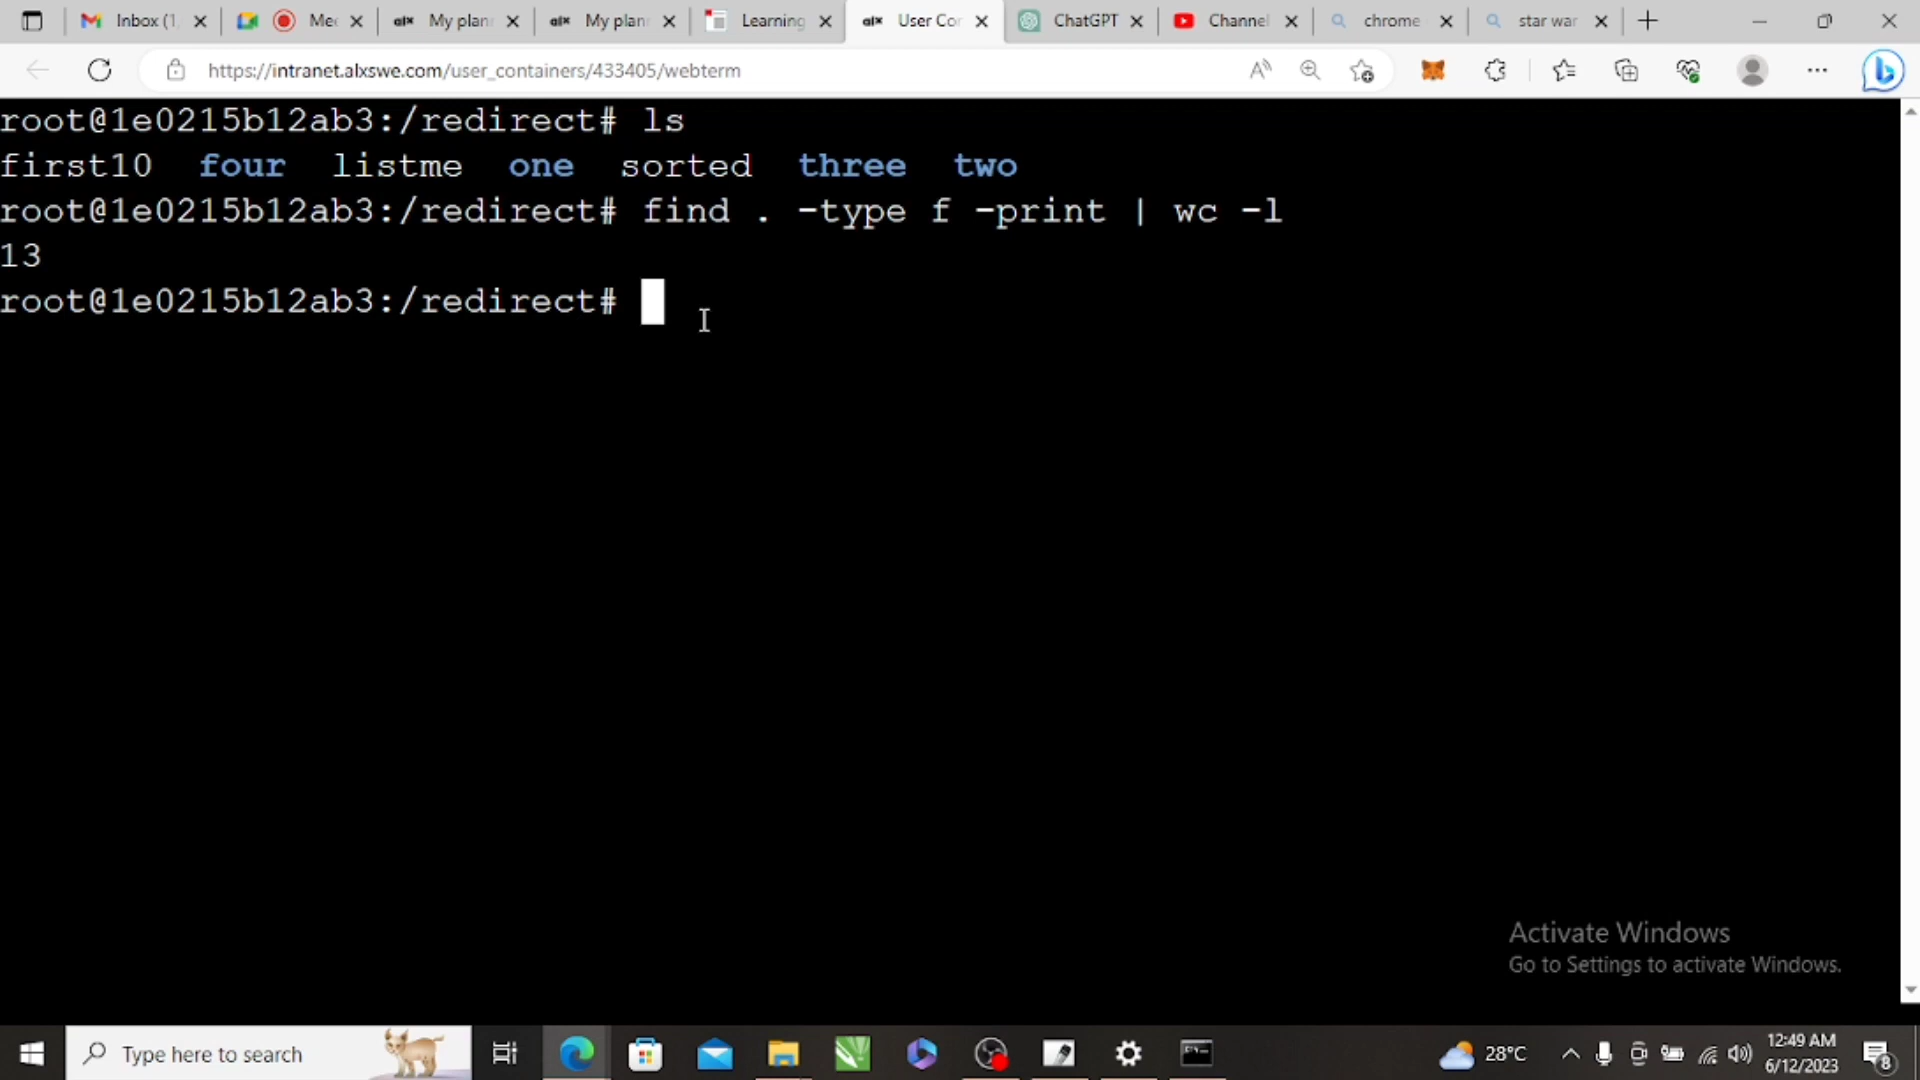 Inbox (1,
Mee
My plan
My plan
Learning
User Cor
ChatGPT
Channel
chrome
star war
https://intranet.alxswe.com/user_containers/433405/webterm
root@1e0215b12ab3:/redirect# ls
first10 four listme one sorted three two
root@1e0215b12ab3:/redirect# find . -type f -print | wc -l
13
root@1e0215b12ab3:/redirect#
Activate Windows
Go to Settings to activate Windows.
Type here to search
28°C
12:49 AM
6/12/2023
8